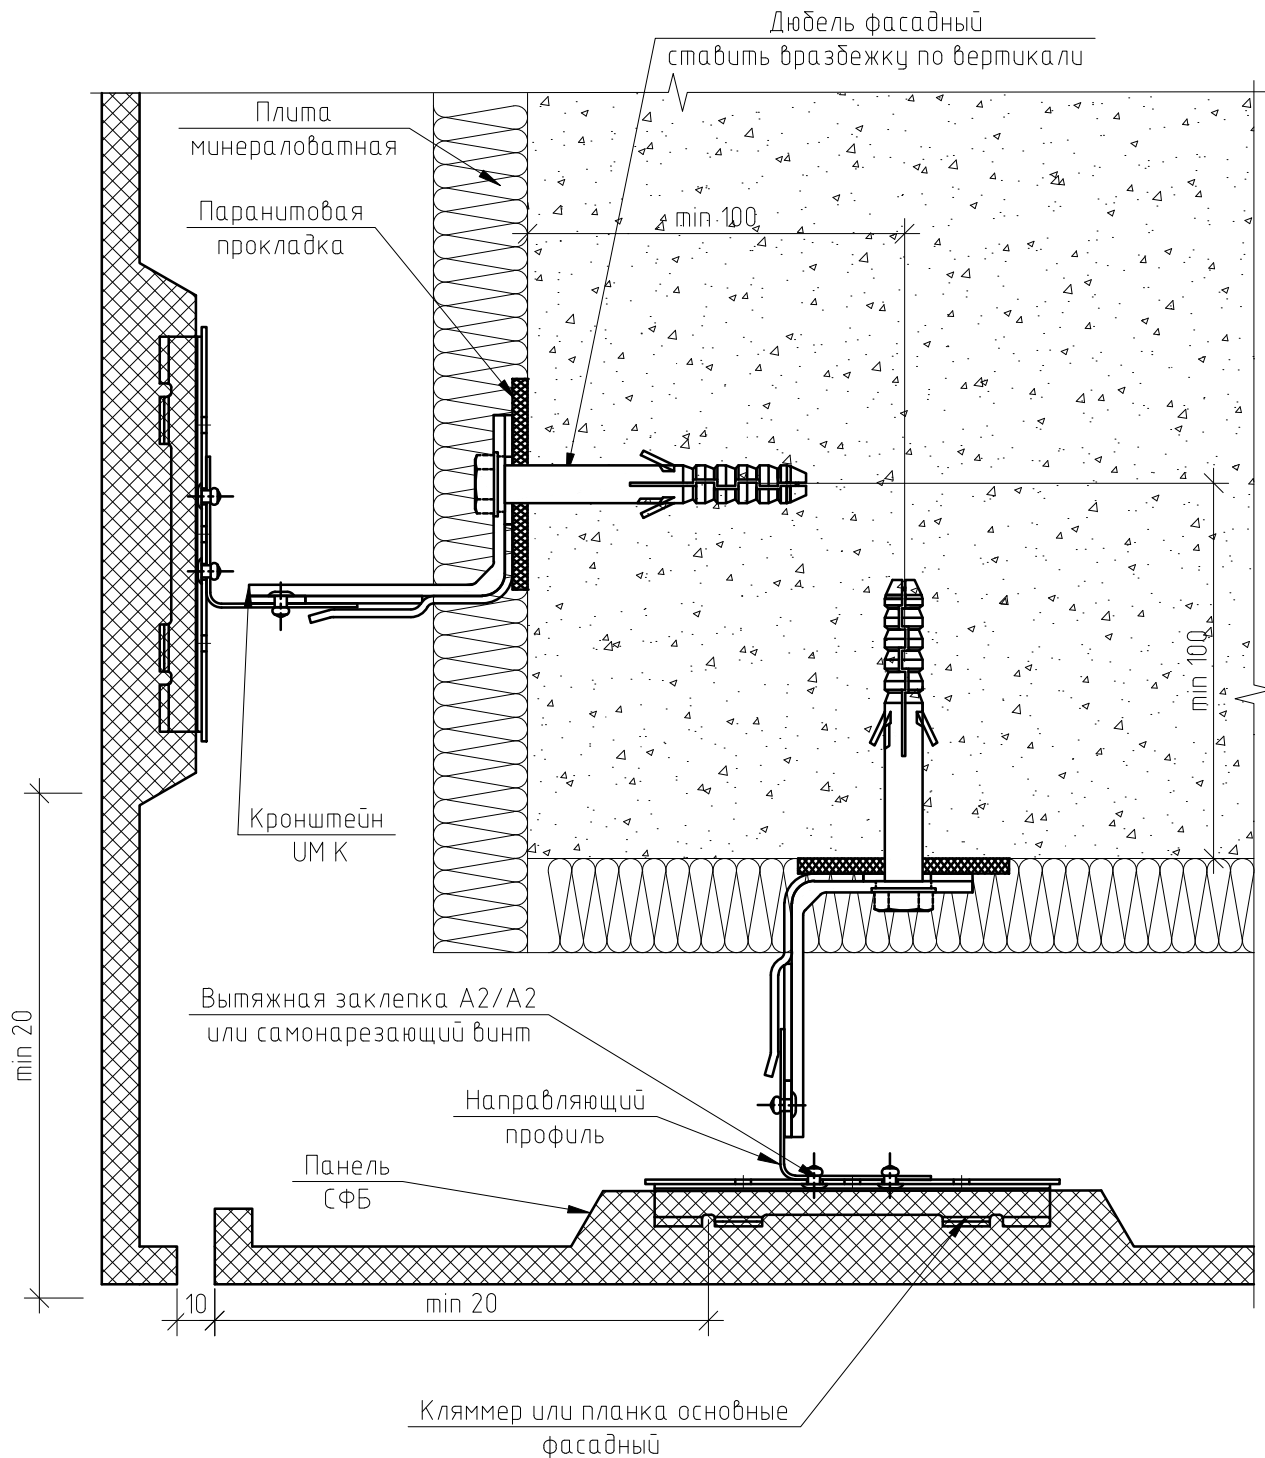 Дюбель фасадный
ставить вразбежку по вертикали
Плита
минераловатная
Паранитовая
прокладка
min 100
min 100
Кронштейн
UM K
Вытяжная заклепка А2/А2
или самонарезающий винт
min 20
Направляющий
профиль
Панель
СФБ
10
min 20
Кляммер или планка основные
фасадный